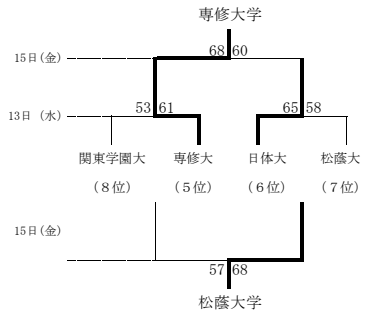 専修大学
68 60
15日(金)
53 61 65 58
13日（水）
関東学園大 専修大 日体大 松蔭大
（８位） （５位） （６位） （７位）
15日(金)
57 68
松蔭大学